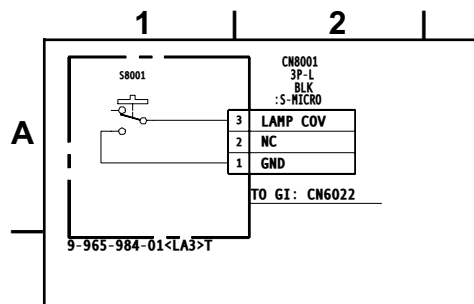 1 2
A
S8001
CN8001
3P-L
BLK
:S-MICRO
3 LAMP COV
2 NC
1 GND
TO GI: CN6022
9-965-984-01<LA3>T